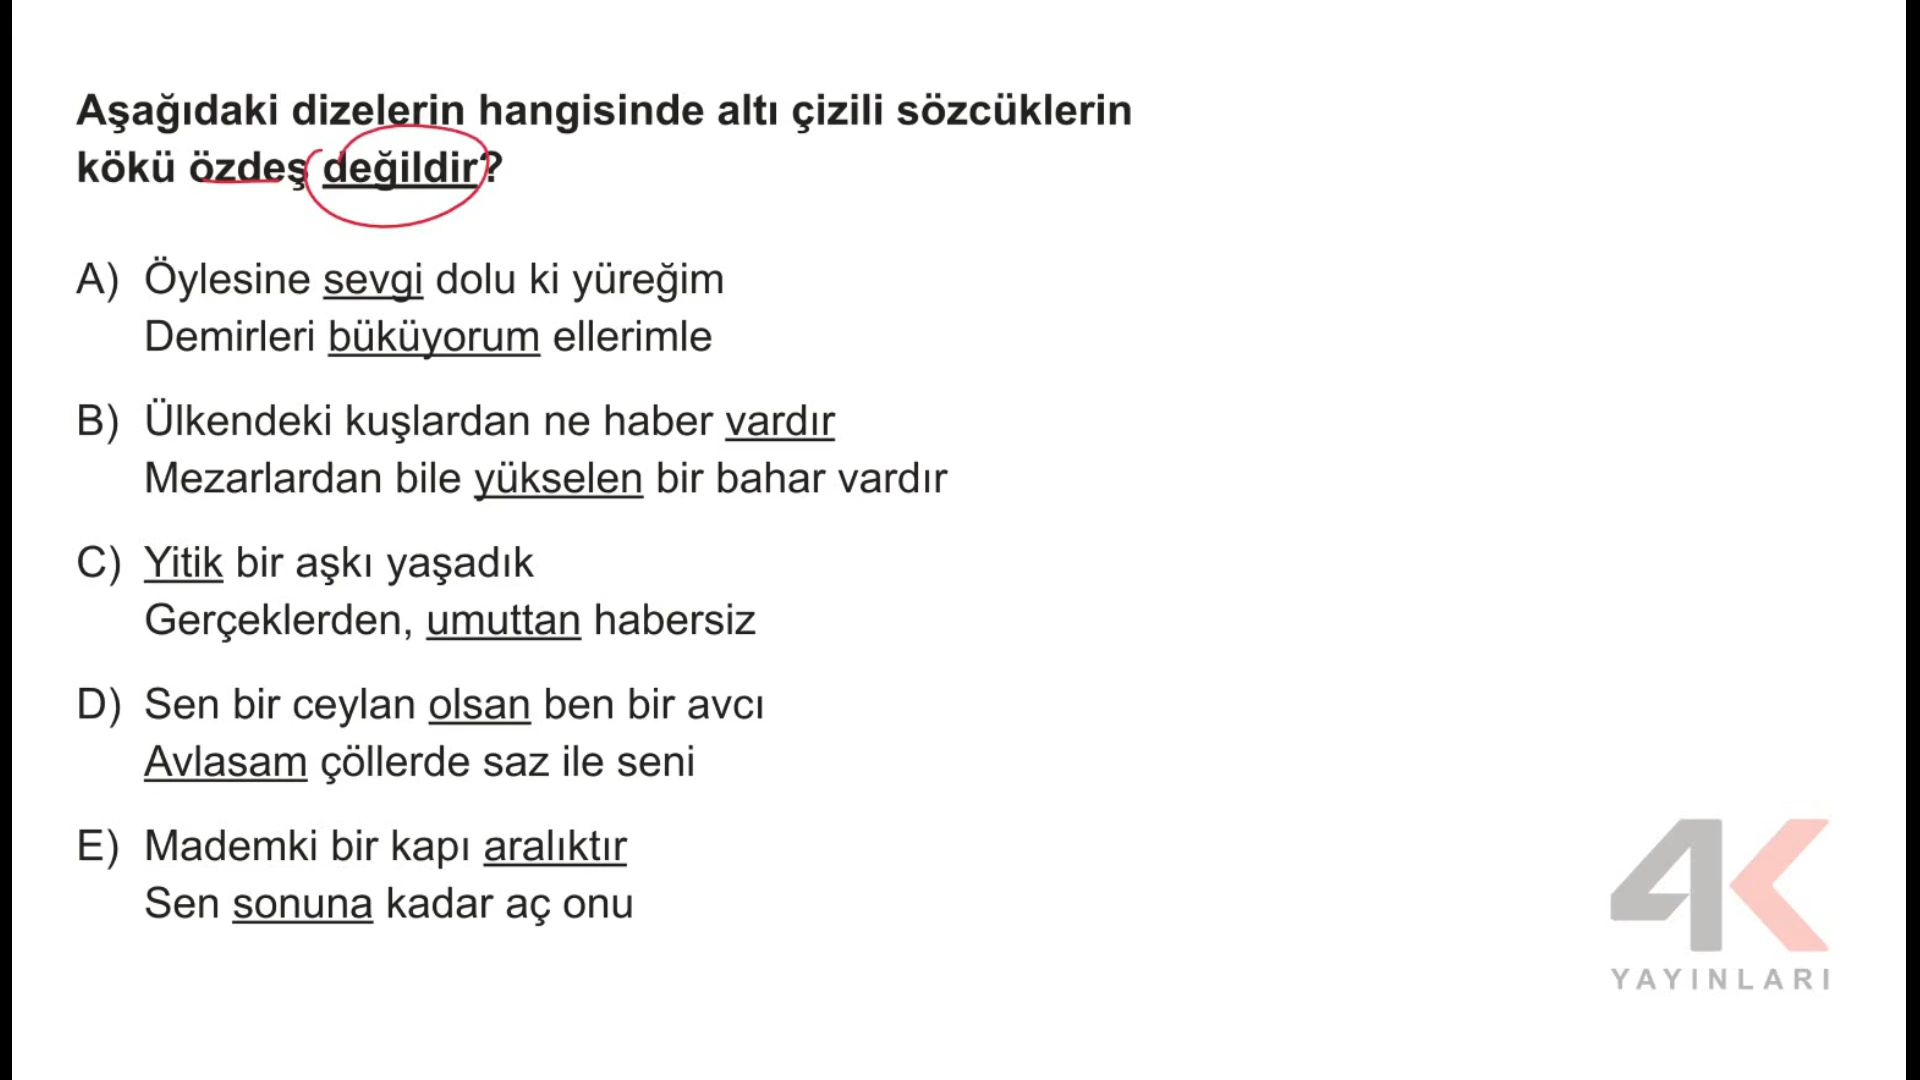 Aşağıdaki dizelerin hangisinde altı çizili sözcüklerin
kökü özdeş değildir?
A) Öylesine sevgi dolu ki yüreğim
Demirleri büküyorum ellerimle
B) Ülkendeki kuşlardan ne haber vardır
Mezarlardan bile yükselen bir bahar vardır
C) Yitik bir aşkı yaşadık
Gerçeklerden, umuttan habersiz
D) Sen bir ceylan olsan ben bir avcı
Avlasam çöllerde saz ile seni
E) Mademki bir kapı aralıktır
Sen sonuna kadar aç onu
4K
YAYINLARI